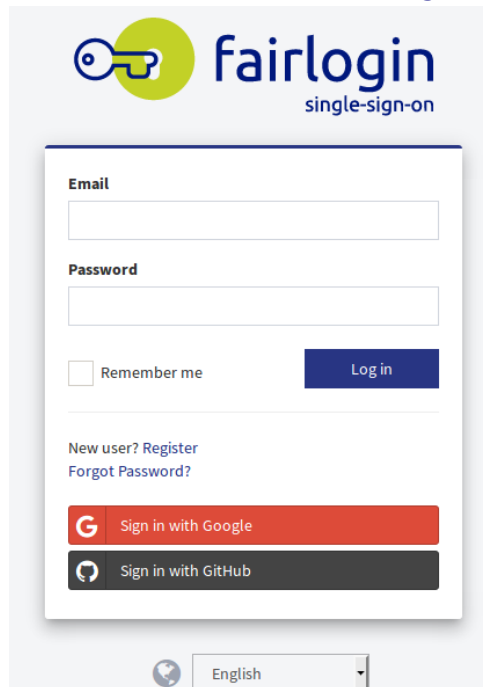 fairlogin
single-sign-on
Email
Password
Remember me
Log in
New user? Register
Forgot Password?
G Sign in with Google
Sign in with GitHub
English